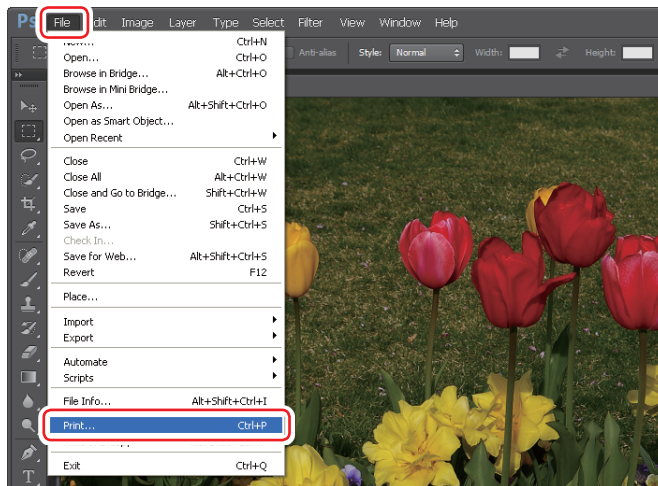 Ps File Edit Image Layer Type Select Filter View Window Help
Anti-alias Style: Normal Width: Height:
New... Ctrl+N
Open... Ctrl+O
Browse in Bridge... Alt+Ctrl+O
Browse in Mini Bridge...
Open As... Alt+Shift+Ctrl+O
Open as Smart Object...
Open Recent
Close Ctrl+W
Close All Alt+Ctrl+W
Close and Go to Bridge... Shift+Ctrl+W
Save Ctrl+S
Save As... Shift+Ctrl+S
Check In...
Save for Web... Alt+Shift+Ctrl+S
Revert F12
Place...
Import
Export
Automate
Scripts
File Info... Alt+Shift+Ctrl+I
Print... Ctrl+P
Exit Ctrl+Q
T